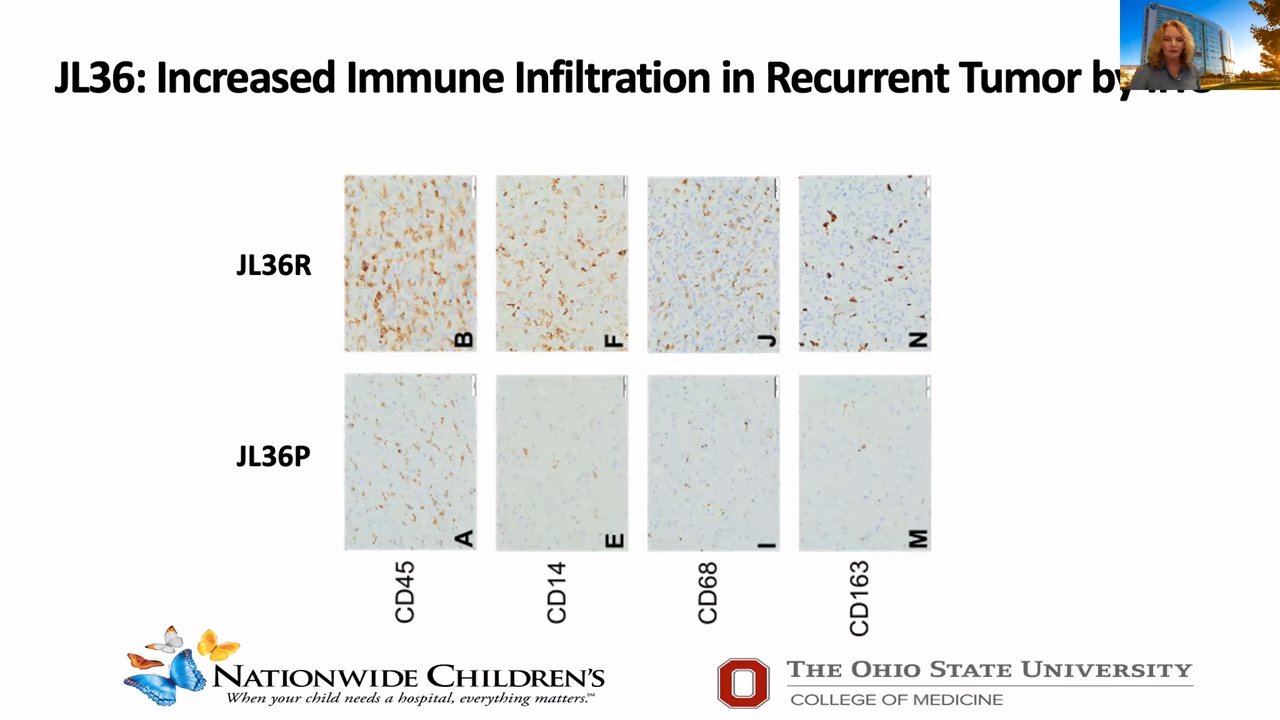 JL36: Increased Immune Infiltration in Recurrent Tumor by
JL36R
B
F
J
N
JL36P
A
E
I
M
CD45
CD14
CD68
CD163
NATIONWIDE CHILDREN'S
When your child needs a hospital, everything matters.℠
THE OHIO STATE UNIVERSITY
COLLEGE OF MEDICINE